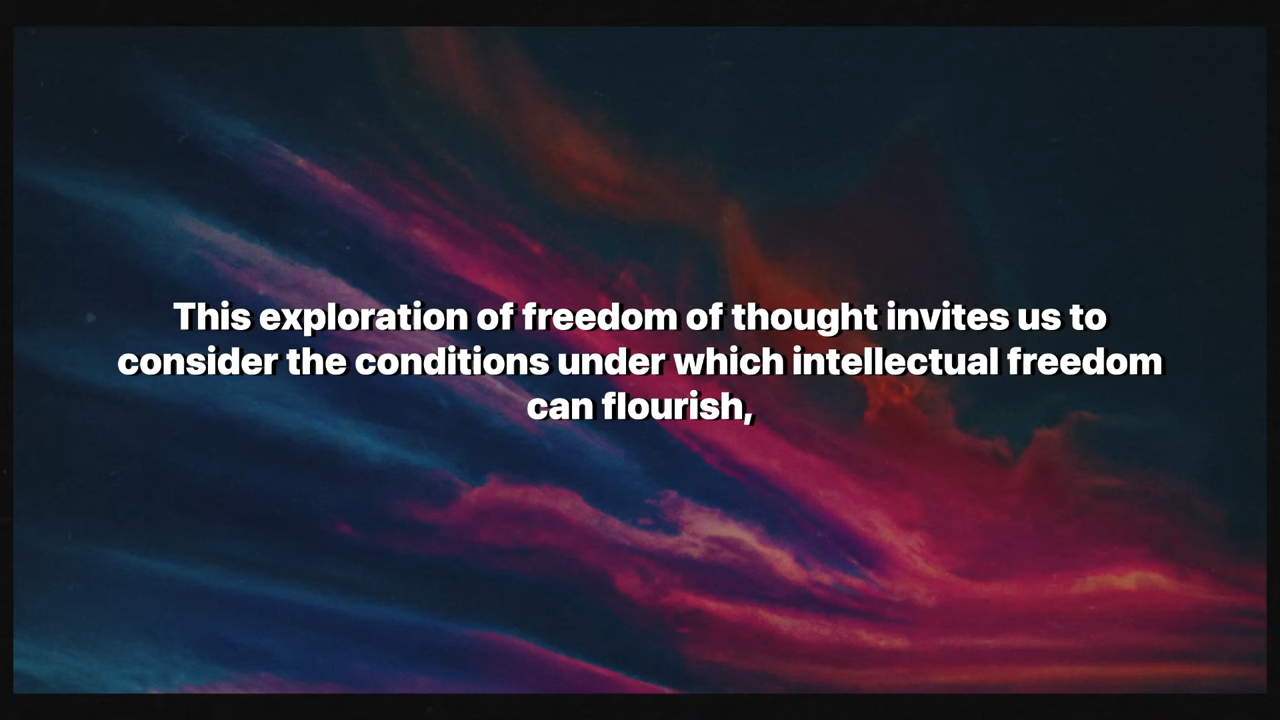 This exploration of freedom of thought invites us to
consider the conditions under which intellectual freedom
can flourish,